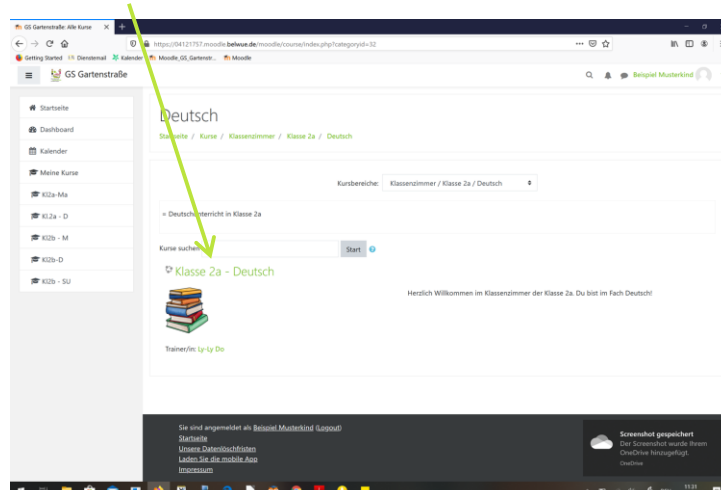 GS Gartenstraße: Alle Kurse
https://04121757.moodle.belwue.de/moodle/course/index.php?categoryid=32
Getting Started Dienstemail Kalender Moodle_GS_Gartenstr... Moodle
GS Gartenstraße
Beispiel Musterkind
Startseite
Dashboard
Kalender
Meine Kurse
Kl2a-Ma
Kl.2a - D
Kl2b - M
Kl2b-D
Kl2b - SU
Deutsch
Startseite / Kurse / Klassenzimmer / Klasse 2a / Deutsch
Kursbereiche: Klassenzimmer / Klasse 2a / Deutsch
= Deutschunterricht in Klasse 2a
Kurse suchen Start
Klasse 2a - Deutsch
Herzlich Willkommen im Klassenzimmer der Klasse 2a. Du bist im Fach Deutsch!
Trainer/in: Ly-Ly Do
Sie sind angemeldet als Beispiel Musterkind (Logout)
Startseite
Unsere Datenlöschfristen
Laden Sie die mobile App
Impressum
Screenshot gespeichert
Der Screenshot wurde Ihrem
OneDrive hinzugefügt.
OneDrive
11:31